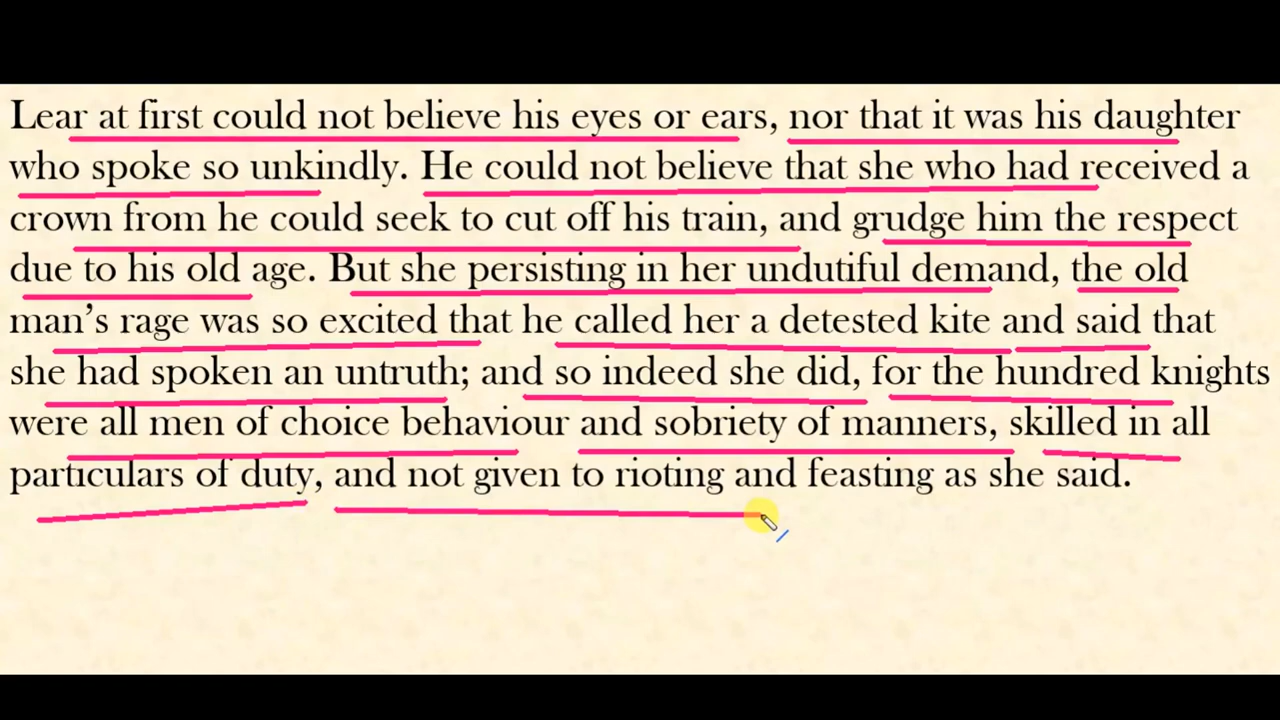 Lear at first could not believe his eyes or ears, nor that it was his daughter
who spoke so unkindly. He could not believe that she who had received a
crown from he could seek to cut off his train, and grudge him the respect
due to his old age. But she persisting in her undutiful demand, the old
man’s rage was so excited that he called her a detested kite and said that
she had spoken an untruth; and so indeed she did, for the hundred knights
were all men of choice behaviour and sobriety of manners, skilled in all
particulars of duty, and not given to rioting and feasting as she said.